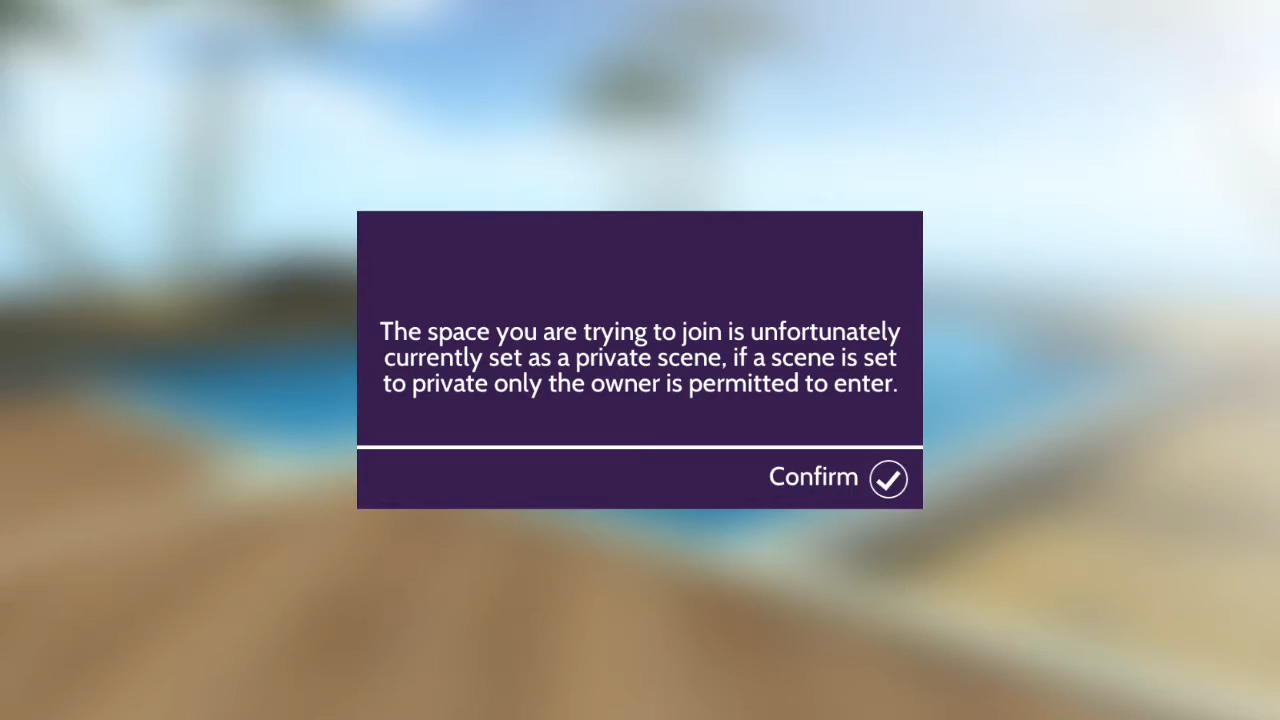 The space you are trying to join is unfortunately
currently set as a private scene, if a scene is set
to private only the owner is permitted to enter.
Confirm